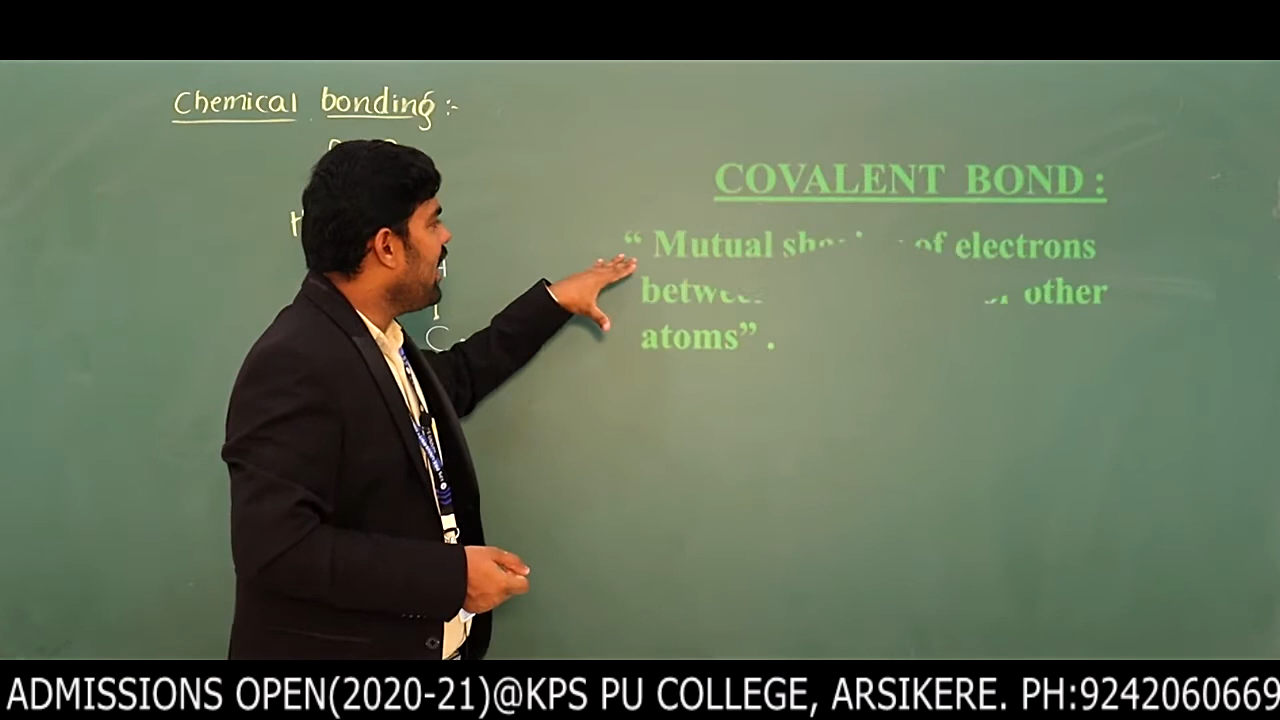 Chemical bonding :-
COVALENT BOND :
“ Mutual of electrons
other
atoms” .
ADMISSIONS OPEN(2020-21)@KPS PU COLLEGE, ARSIKERE. PH:9242060669